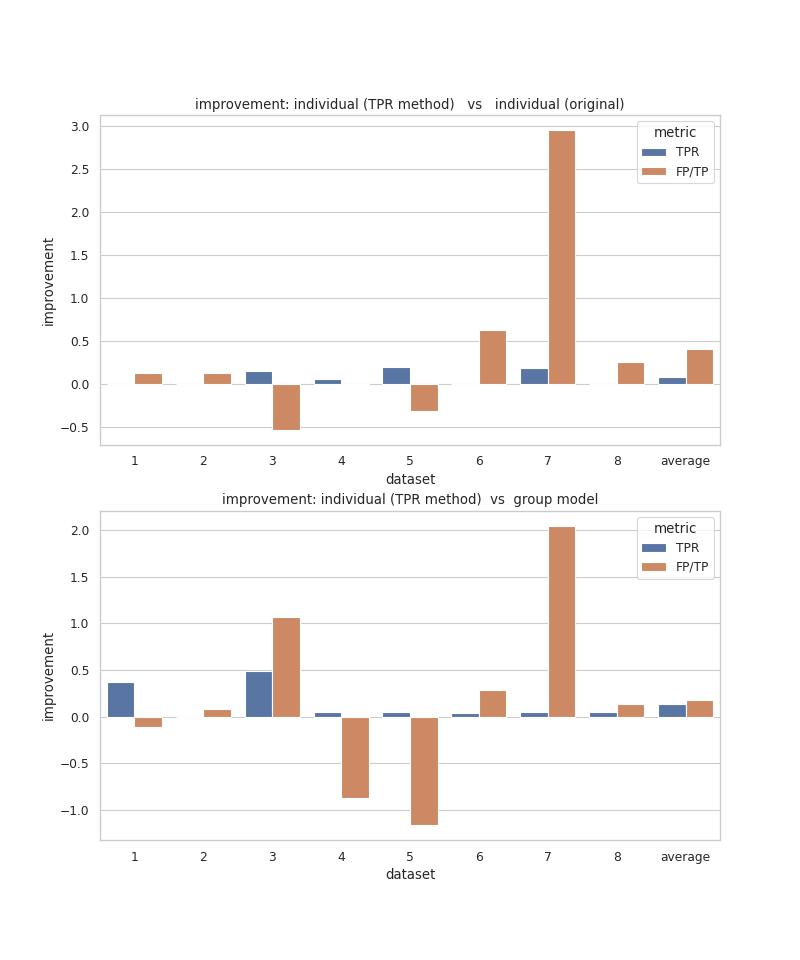 improvement: individual (TPR method)   vs   individual (original)
metric
TPR
FP/TP
improvement
3.0
2.5
2.0
1.5
1.0
0.5
0.0
−0.5
1 2 3 4 5 6 7 8 average
dataset
improvement: individual (TPR method)  vs  group model
metric
TPR
FP/TP
improvement
2.0
1.5
1.0
0.5
0.0
−0.5
−1.0
1 2 3 4 5 6 7 8 average
dataset